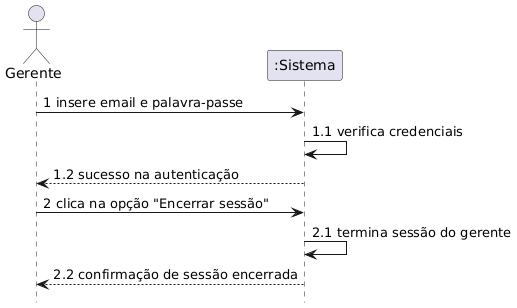 Gerente
:Sistema
1 insere email e palavra-passe
1.1 verifica credenciais
1.2 sucesso na autenticação
2 clica na opção "Encerrar sessão"
2.1 termina sessão do gerente
2.2 confirmação de sessão encerrada